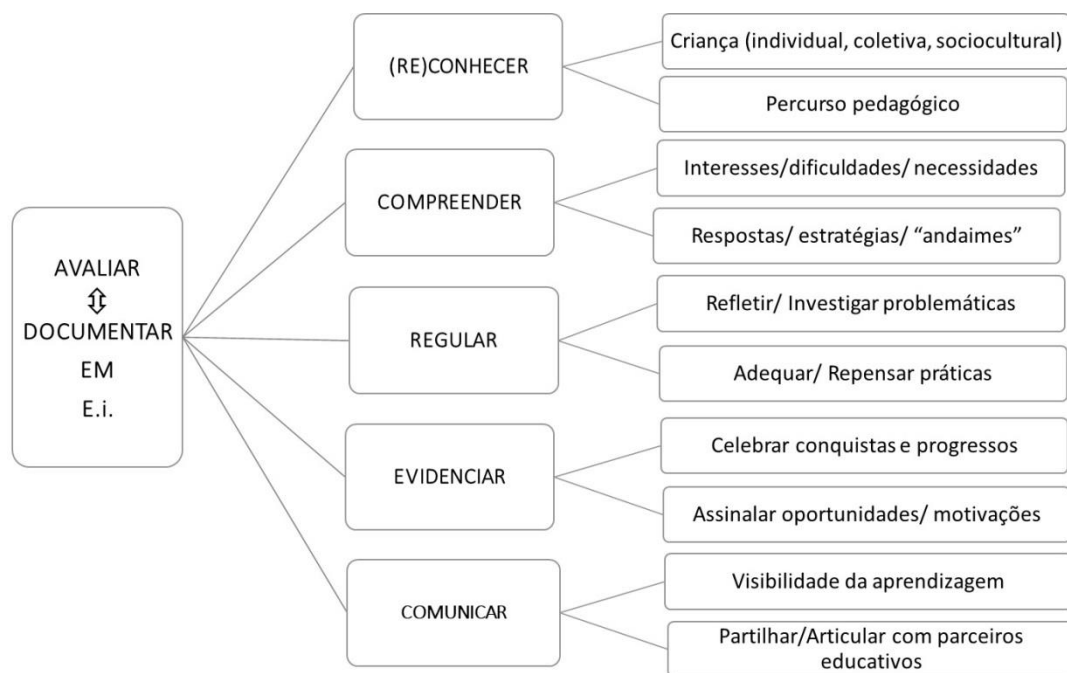 AVALIAR
⇕
DOCUMENTAR
EM
E.i.
(RE)CONHECER
Criança (individual, coletiva, sociocultural)
Percurso pedagógico
COMPREENDER
Interesses/dificuldades/ necessidades
Respostas/ estratégias/ “andaimes”
REGULAR
Refletir/ Investigar problemáticas
Adequar/ Repensar práticas
EVIDENCIAR
Celebrar conquistas e progressos
Assinalar oportunidades/ motivações
COMUNICAR
Visibilidade da aprendizagem
Partilhar/Articular com parceiros
educativos